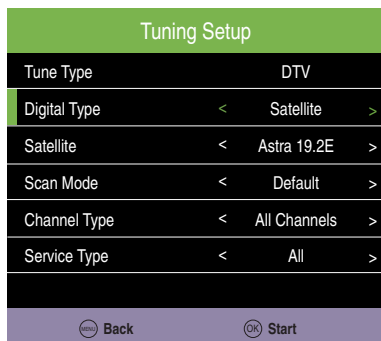 Tuning Setup
Tune Type DTV
Digital Type < Satellite >
Satellite < Astra 19.2E >
Scan Mode < Default >
Channel Type < All Channels >
Service Type < All >
MENU Back OK Start